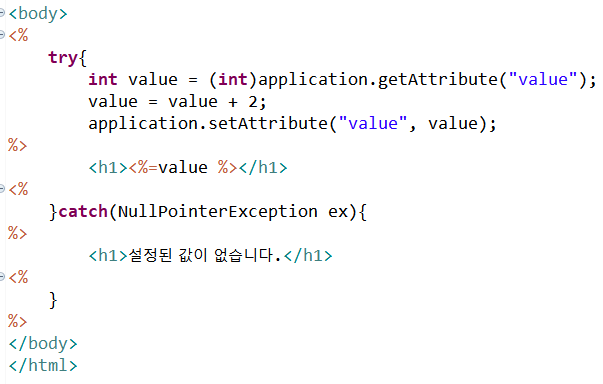 <body>
<%
try{
int value = (int)application.getAttribute("value");
value = value + 2;
application.setAttribute("value", value);
%>
<h1><%=value %></h1>
<%
}catch(NullPointerException ex){
%>
<h1>설정된 값이 없습니다.</h1>
<%
}
%>
</body>
</html>